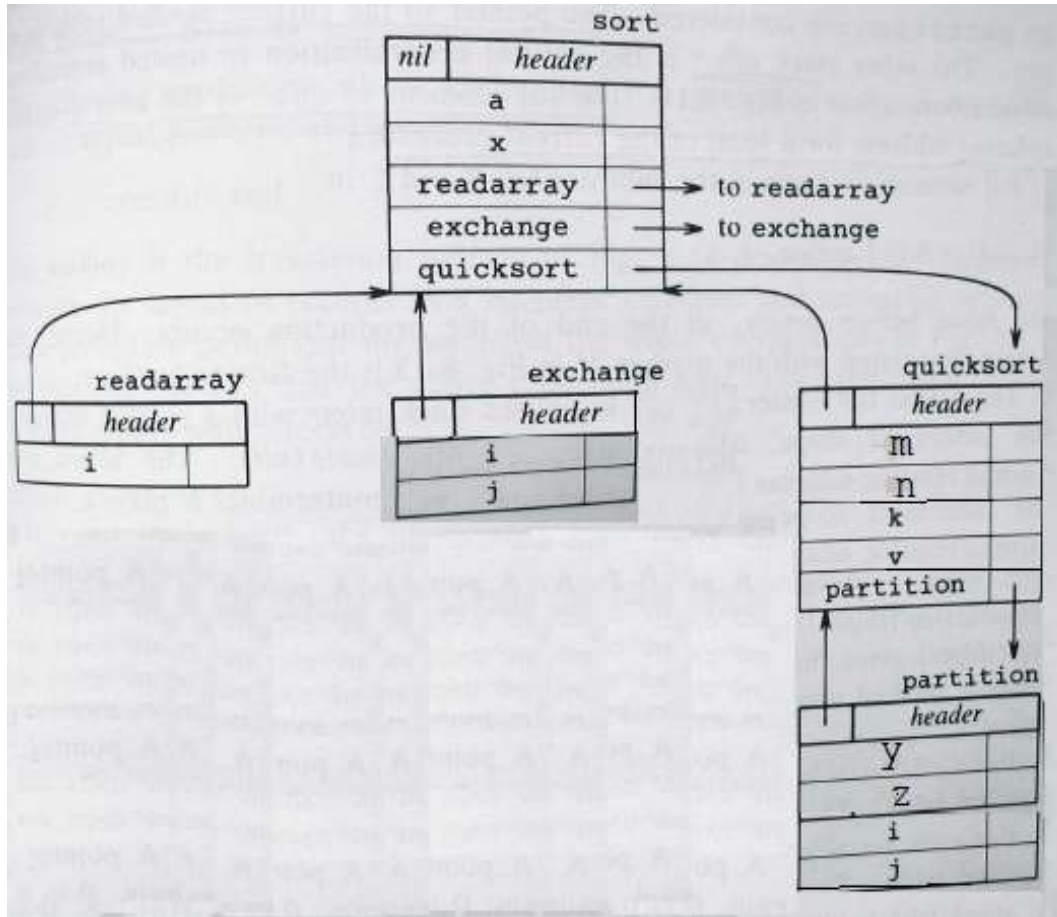 sort
nil header
a
x
readarray to readarray
exchange to exchange
quicksort
readarray
header
i
exchange
header
i
j
quicksort
header
m
n
k
v
partition
partition
header
y
z
i
j